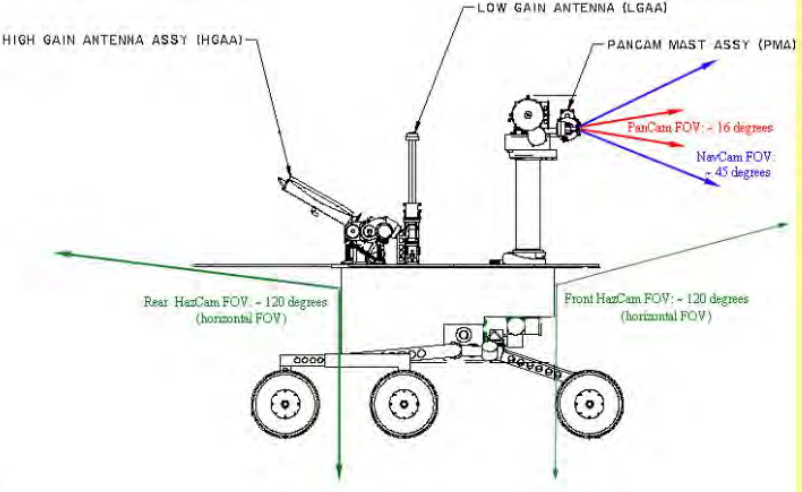 LOW GAIN ANTENNA (LGAA)
HIGH GAIN ANTENNA ASSY (HGAA)
PANCAM MAST ASSY (PMA)
PanCam FOV: ~ 16 degrees
NavCam FOV:
~ 45 degrees
Rear HazCam FOV: ~ 120 degrees
(horizontal FOV)
Front HazCam FOV: ~ 120 degrees
(horizontal FOV)